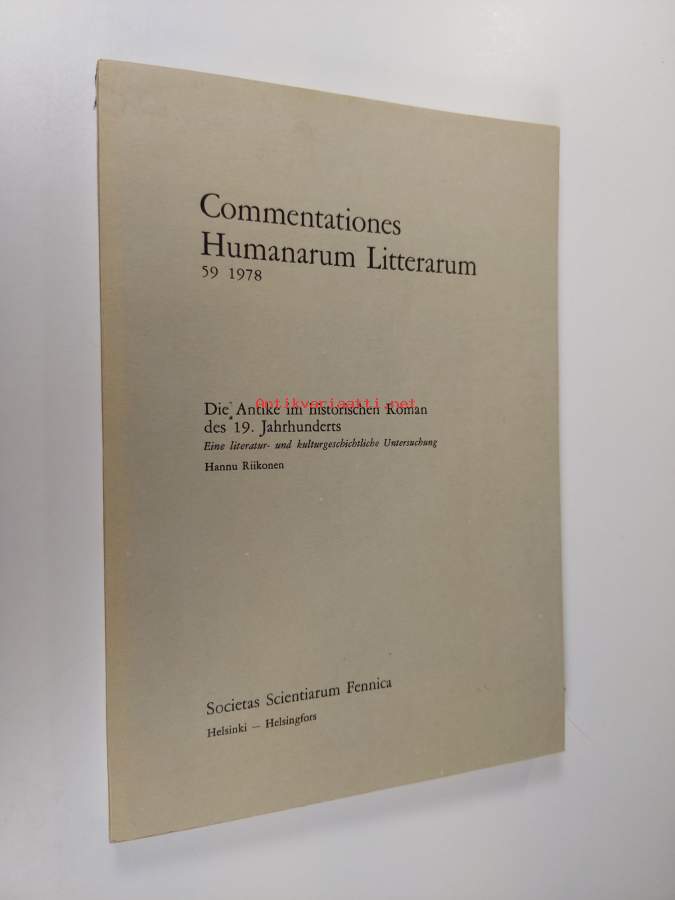 Commentationes
Humanarum Litterarum
59 1978
Antikvariaatti.net
Die Antike im historischen Roman
des 19. Jahrhunderts
Eine literatur- und kulturgeschichtliche Untersuchung
Hannu Riikonen
Societas Scientiarum Fennica
Helsinki — Helsingfors